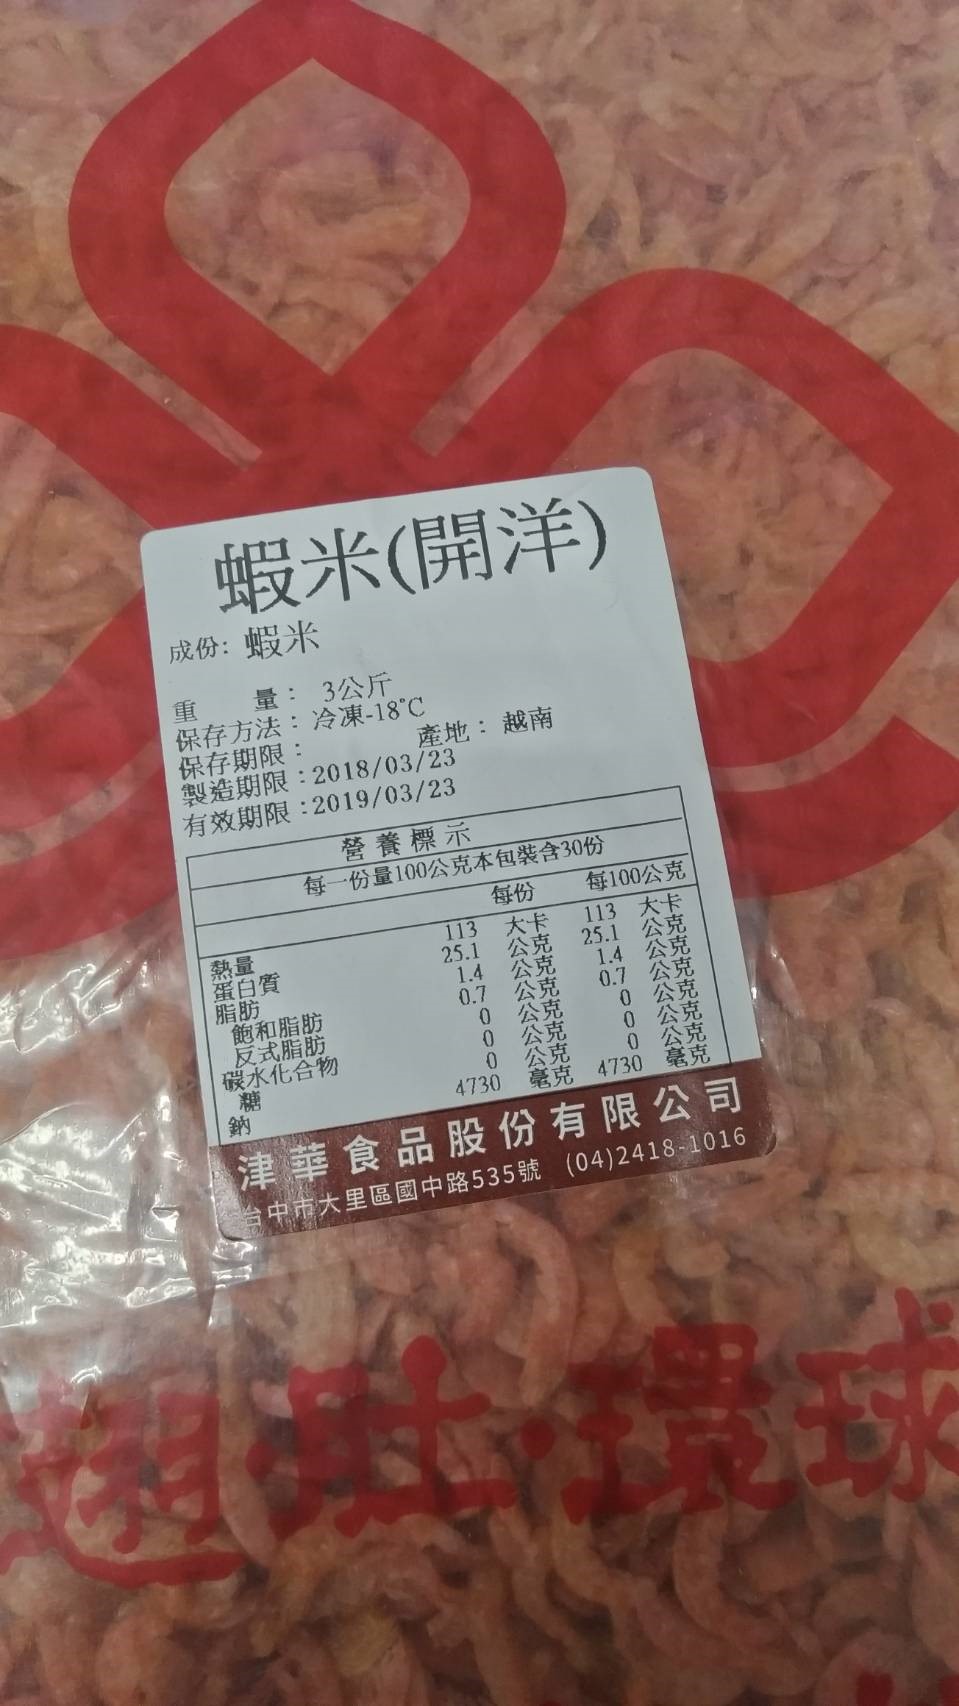 蝦米(開洋)
成份: 蝦米
重 量: 3公斤
保存方法: 冷凍-18°C
保存期限: 產地: 越南
製造期限:2018/03/23
有效期限:2019/03/23
營養標示
每一份量100公克本包裝含30份
每份 每100公克
熱量 113 大卡 113 大卡
蛋白質 25.1 公克 25.1 公克
脂肪 1.4 公克 1.4 公克
飽和脂肪 0.7 公克 0.7 公克
反式脂肪 0 公克 0 公克
碳水化合物 0 公克 0 公克
糖 0 公克 0 公克
鈉 4730 毫克 4730 毫克
津華食品股份有限公司
台中市大里區國中路535號 (04)2418-1016
翅·肚·環球